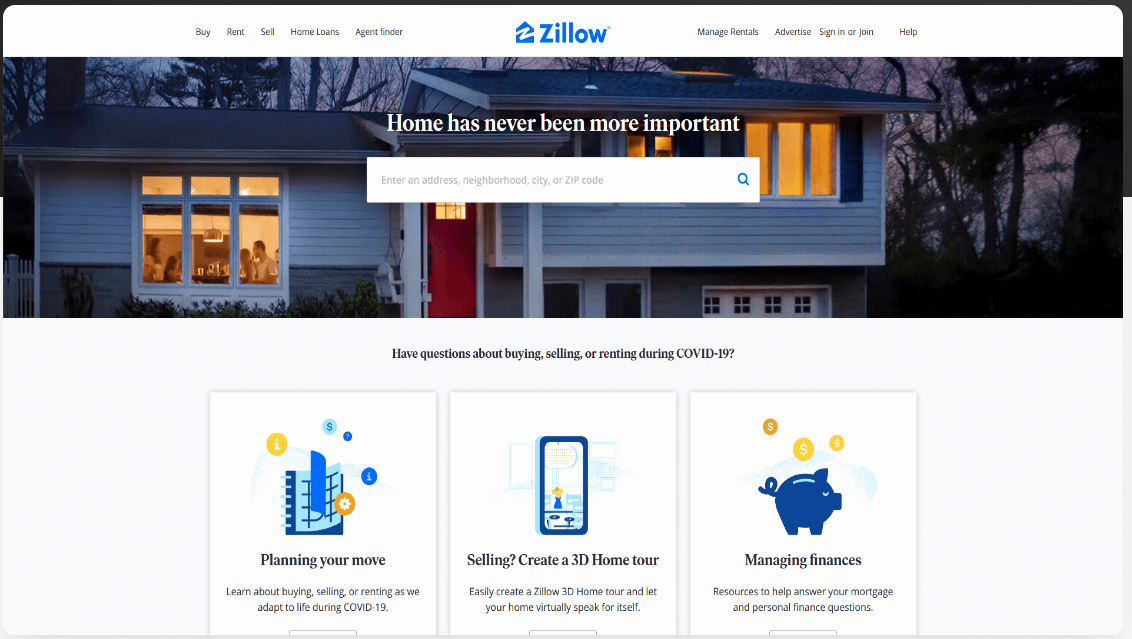 Buy Rent Sell Home Loans Agent finder Zillow® Manage Rentals Advertise Sign in or Join Help
Home has never been more important
Enter an address, neighborhood, city, or ZIP code
Have questions about buying, selling, or renting during COVID-19?
i $ ? i
Planning your move
Learn about buying, selling, or renting as we
adapt to life during COVID-19.
Selling? Create a 3D Home tour
Easily create a Zillow 3D Home tour and let
your home virtually speak for itself.
$ $ $
Managing finances
Resources to help answer your mortgage
and personal finance questions.